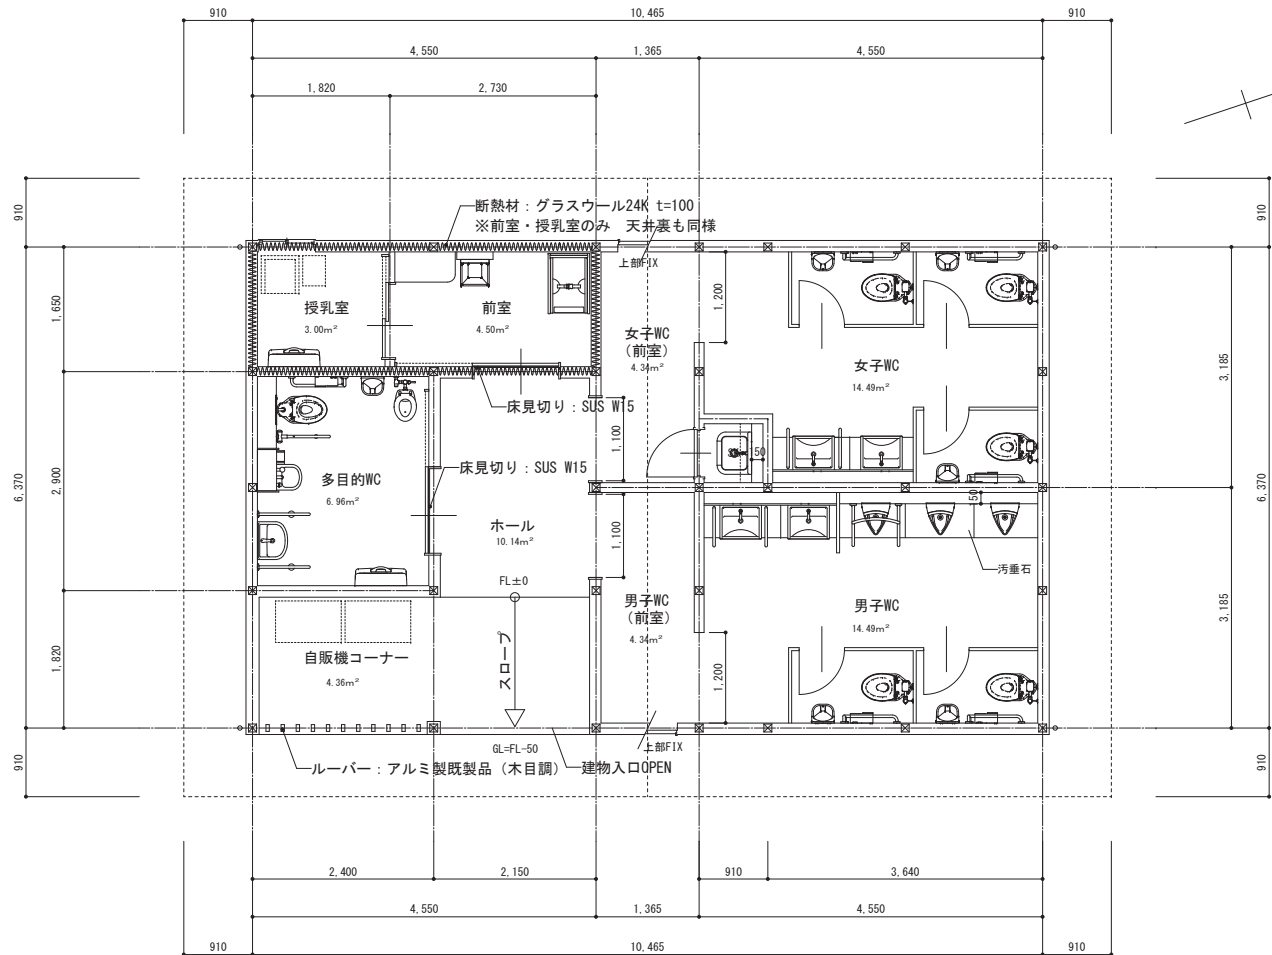 910
10,465
910
4,550
1,365
4,550
1,820
2,730
910
910
断熱材：グラスウール24K t=100
※前室・授乳室のみ 天井裏も同様
上部FIX
授乳室
3.00m²
前室
4.50m²
1,200
女子WC
（前室）
4.34m²
女子WC
14.49m²
1,650
3,185
床見切り：SUS W15
1,100
150
床見切り：SUS W15
多目的WC
6.96m²
2,900
6,370
6,370
ホール
10.14m²
1,100
150
汚垂石
FL±0
男子WC
（前室）
4.34m²
男子WC
14.49m²
3,185
スロープ
自販機コーナー
4.36m²
1,820
1,200
GL=FL-50
上部FIX
ルーバー：アルミ製既製品（木目調）
建物入口OPEN
910
910
2,400
2,150
910
3,640
4,550
1,365
4,550
910
10,465
910